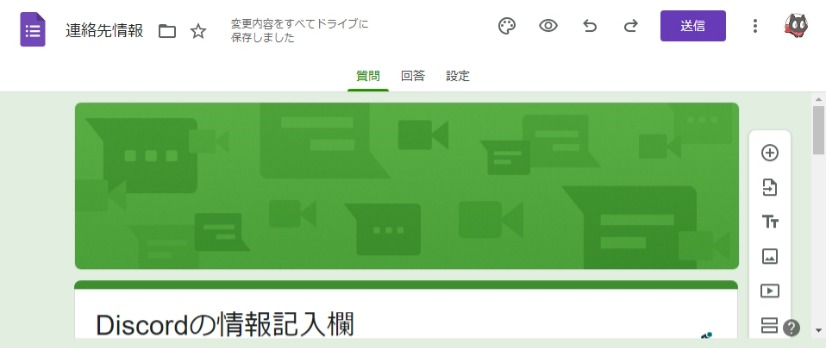 連絡先情報
変更内容をすべてドライブに
保存しました
送信
質問 回答 設定
Tт
Discordの情報記入欄